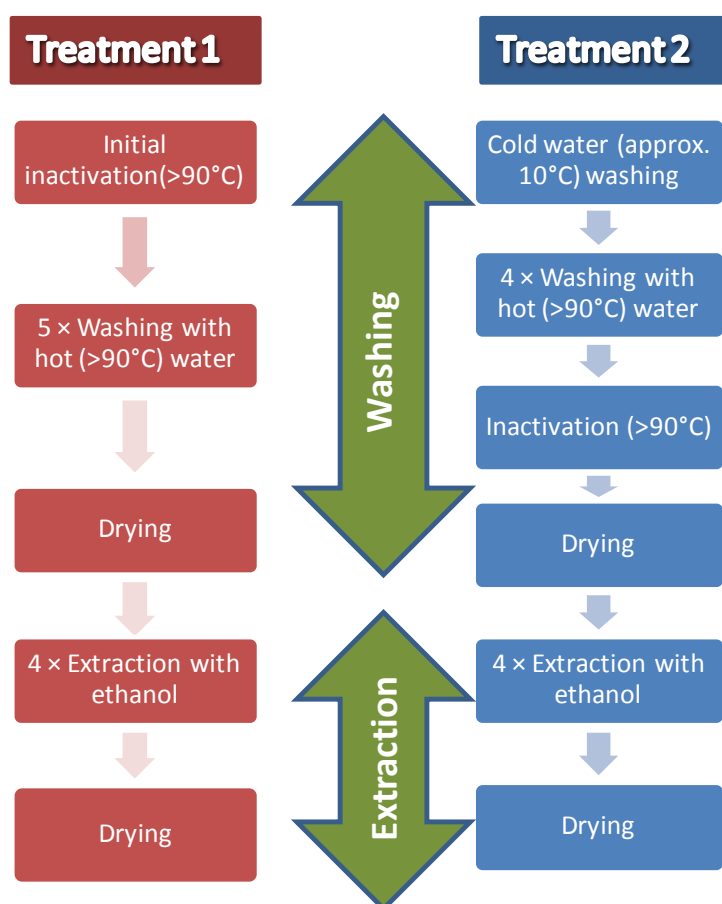 Treatment 1
Initial
inactivation(>90°C)
5 × Washing with
hot (>90°C) water
Drying
4 × Extraction with
ethanol
Drying
Washing
Extraction
Treatment 2
Cold water (approx.
10°C) washing
4 × Washing with
hot (>90°C) water
Inactivation (>90°C)
Drying
4 × Extraction with
ethanol
Drying